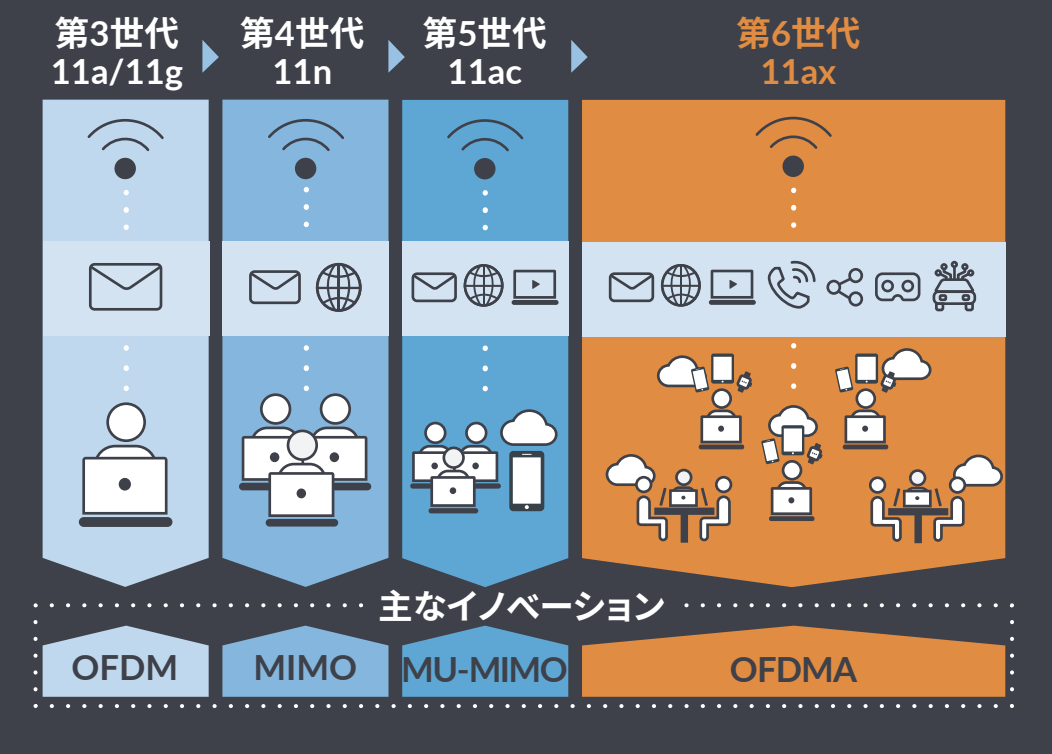 第3世代
11a/11g
第4世代
11n
第5世代
11ac
第6世代
11ax
主なイノベーション
OFDM
MIMO
MU-MIMO
OFDMA